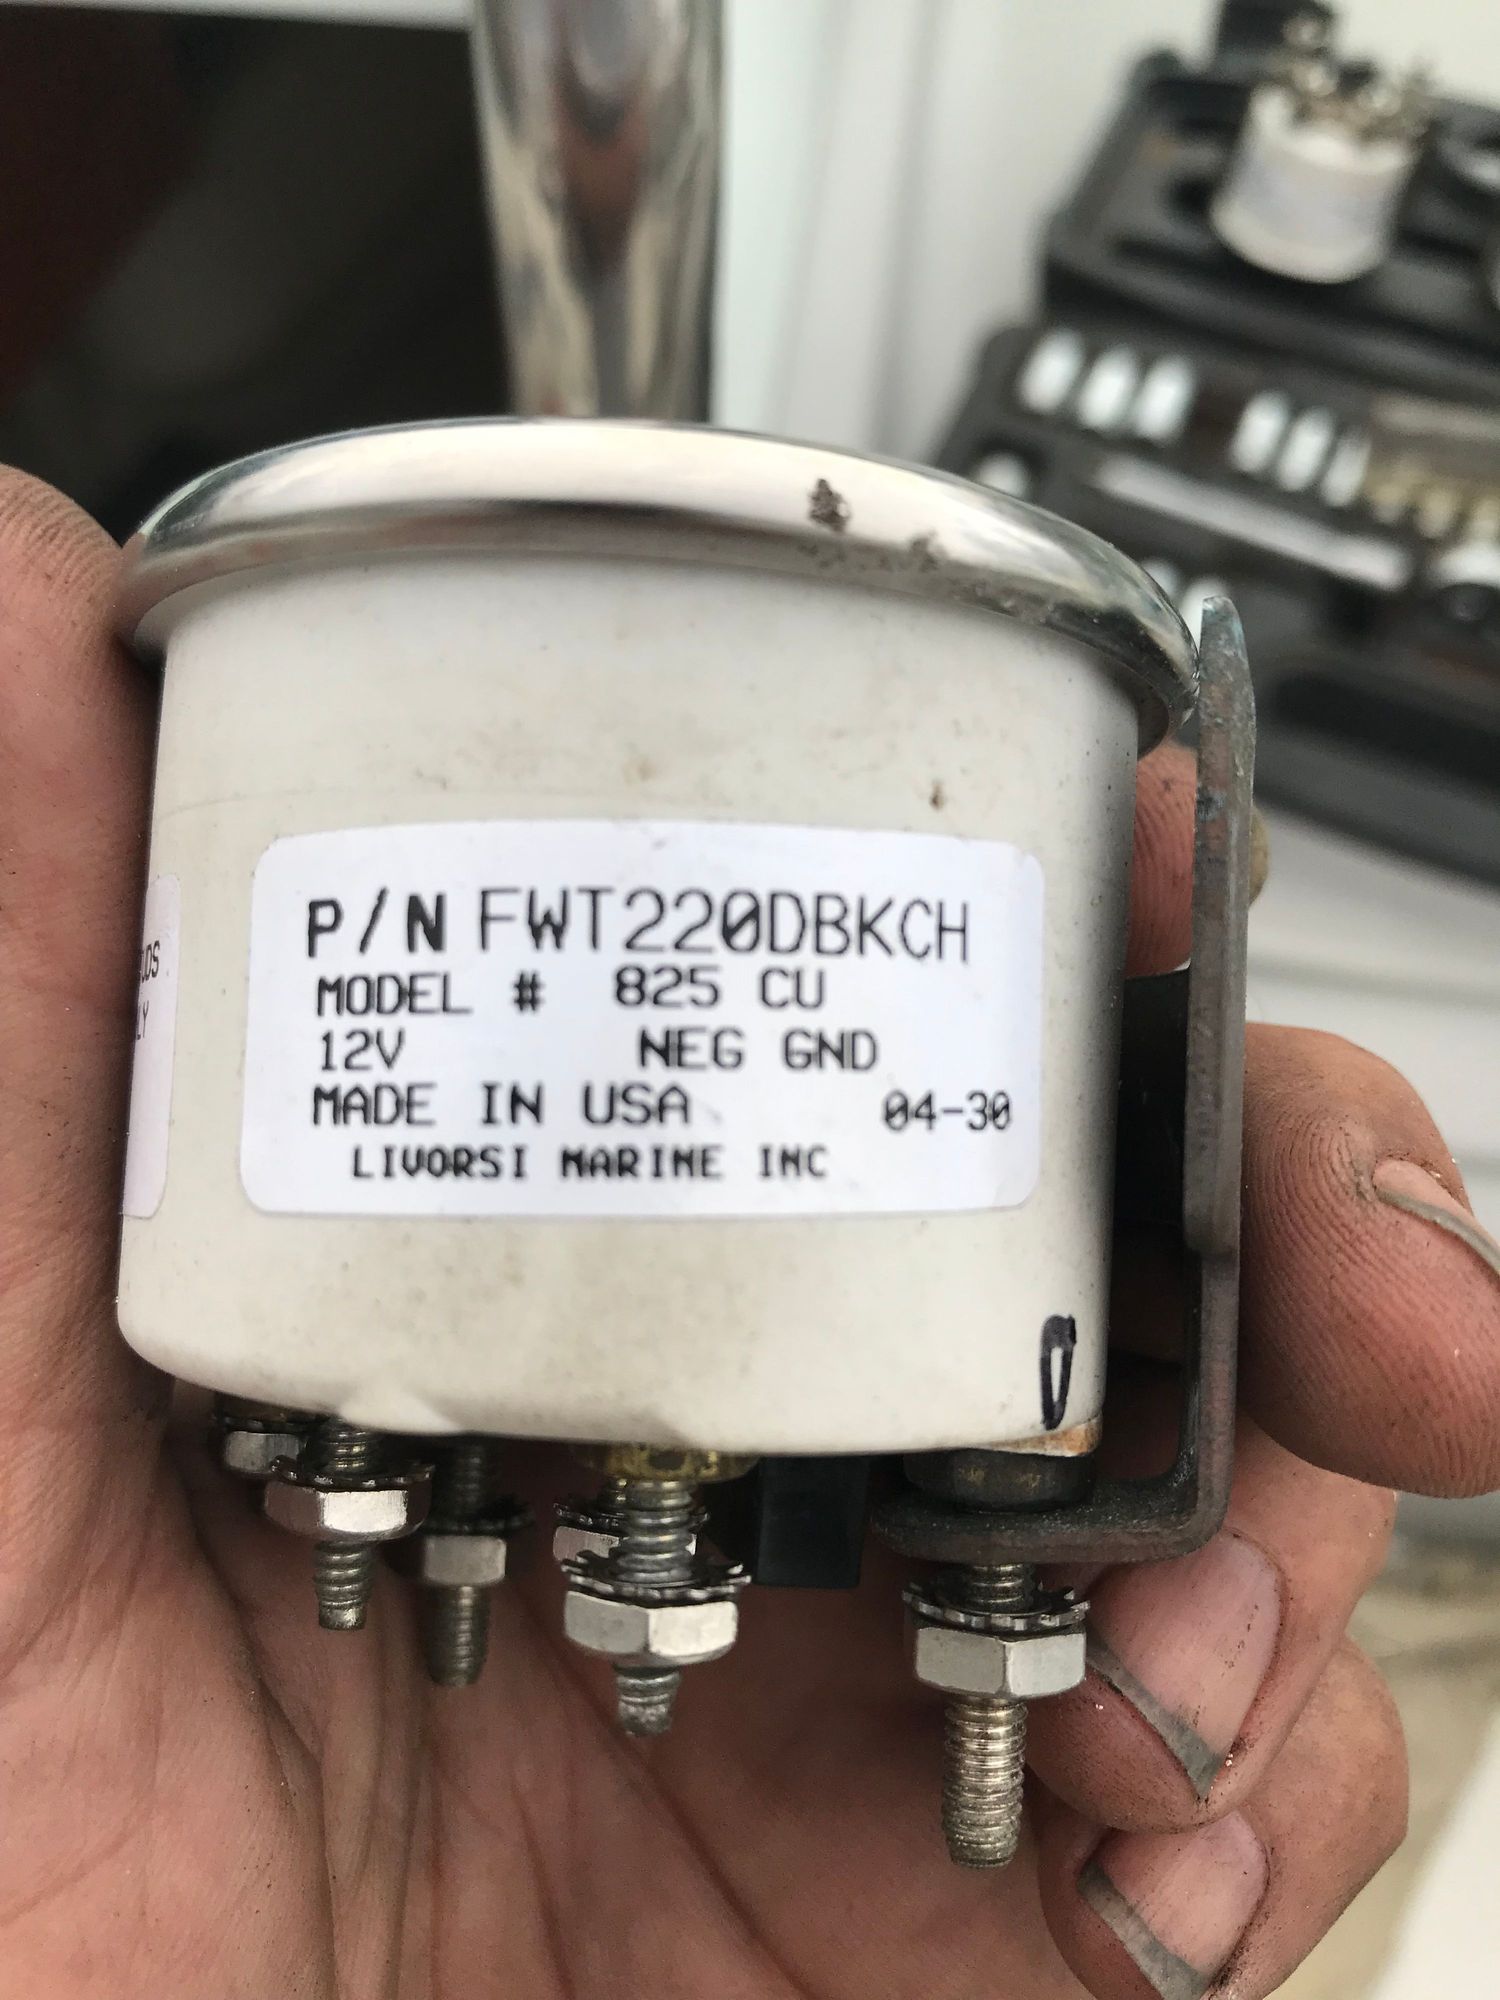 P/N FWT220DBKCH
MODEL # 825 CU
12V NEG GND
MADE IN USA 04-30
LIVORSI MARINE INC